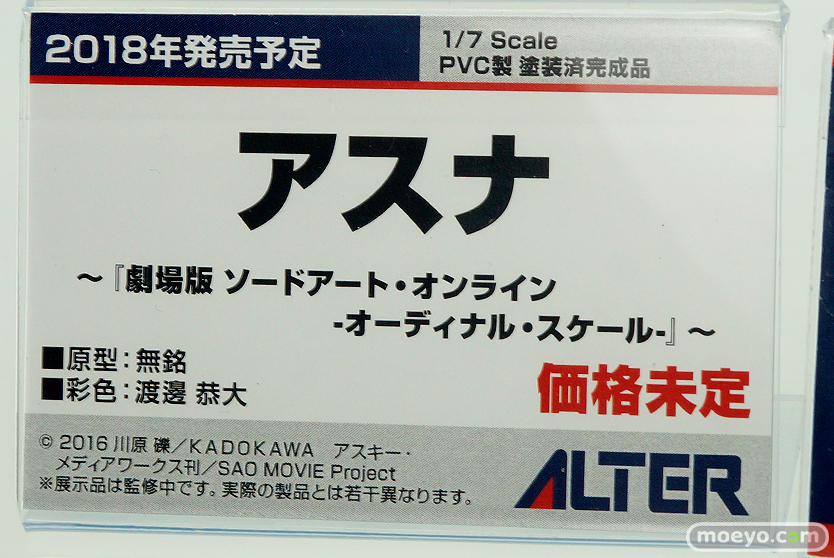 2018年発売予定
1/7 Scale
PVC製 塗装済完成品
アスナ
～『劇場版 ソードアート・オンライン
-オーディナル・スケール-』～
■原型：無銘
■彩色：渡邊 恭大
価格未定
© 2016 川原 礫／KADOKAWA アスキー・
メディアワークス刊／SAO MOVIE Project
※展示品は監修中です。実際の製品とは若干異なります。
ALTER
moeyo.com